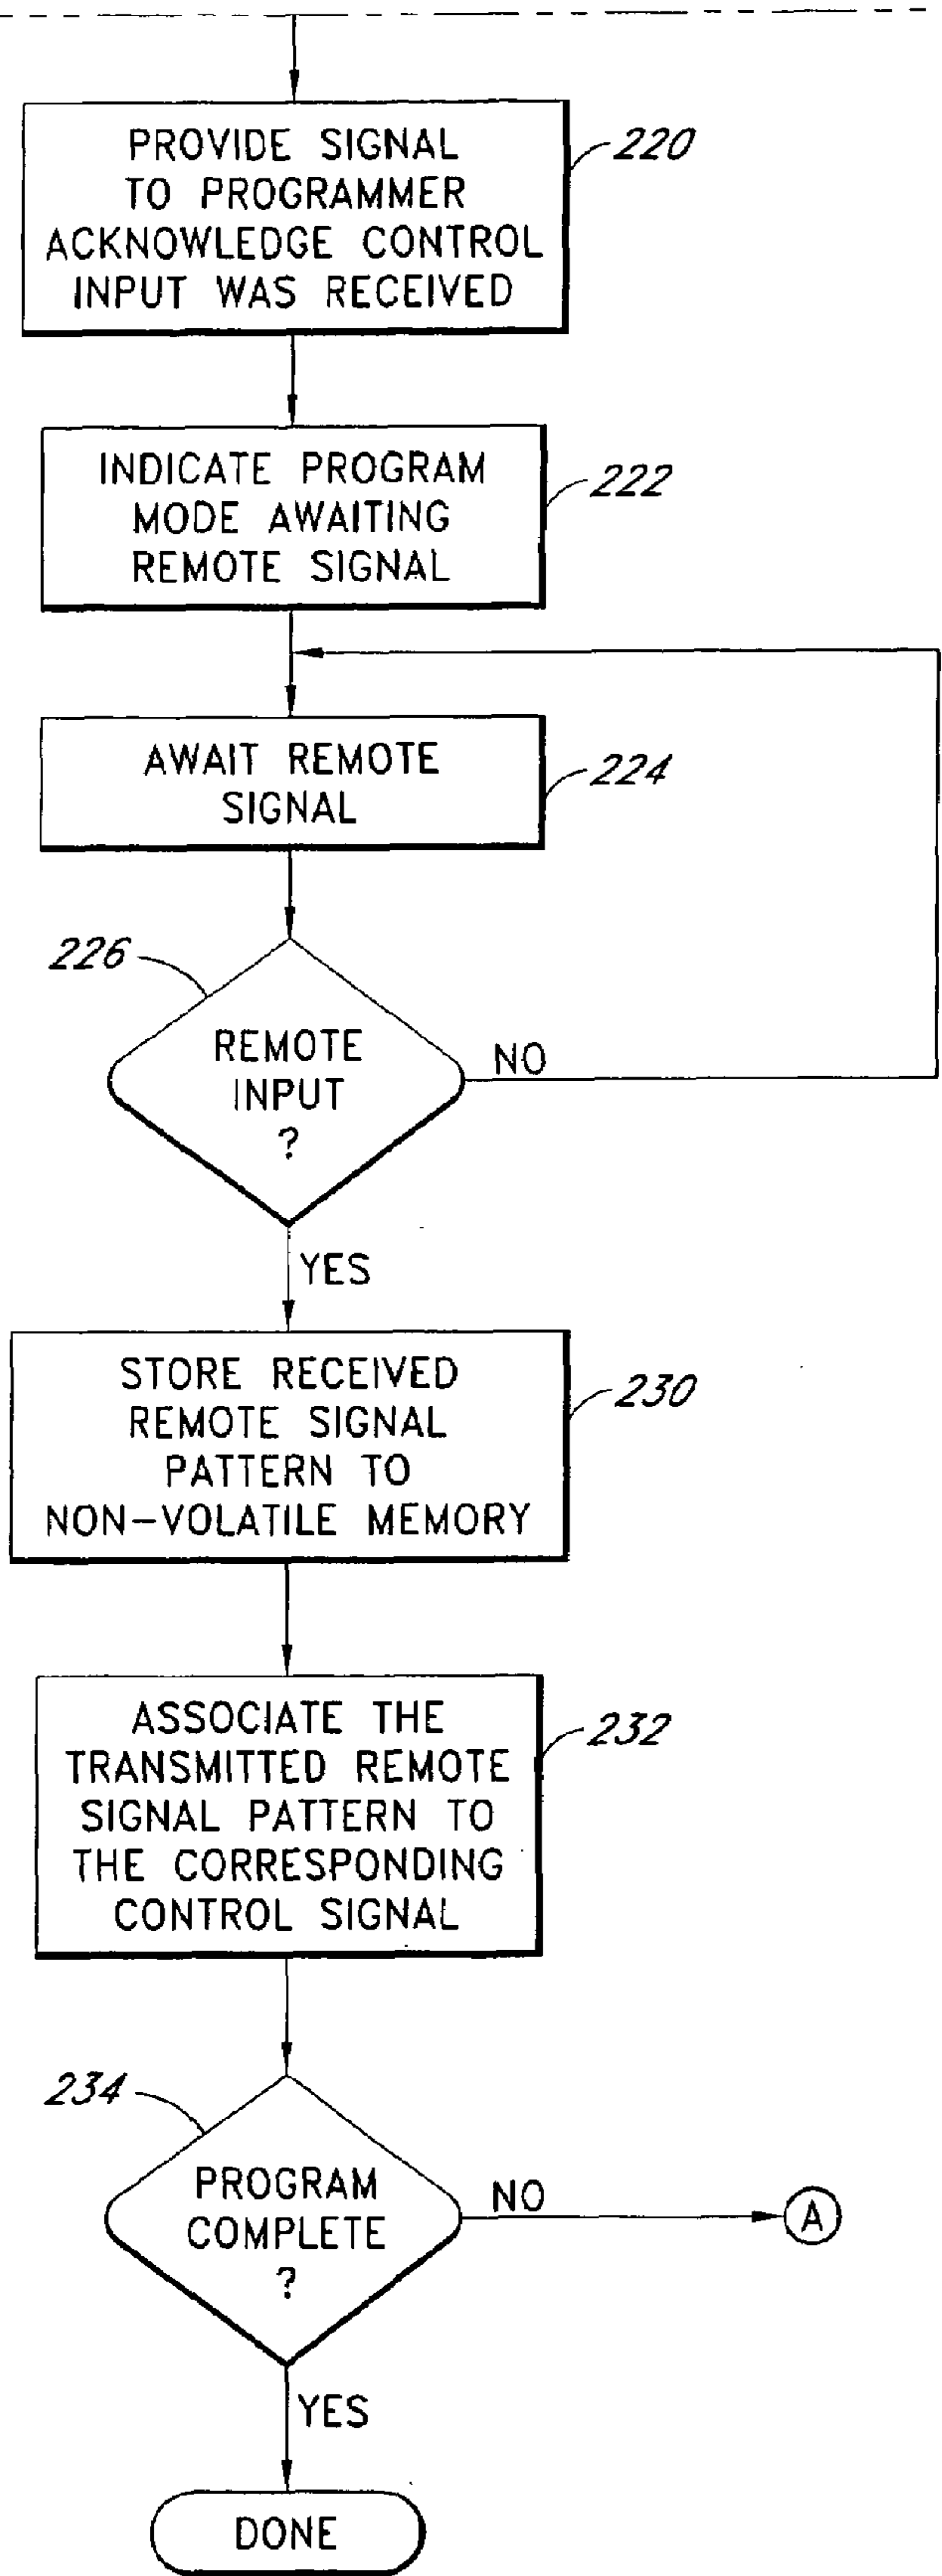 PROVIDE SIGNAL
TO PROGRAMMER
ACKNOWLEDGE CONTROL
INPUT WAS RECEIVED
220
INDICATE PROGRAM
MODE AWAITING
REMOTE SIGNAL
222
AWAIT REMOTE
SIGNAL
224
226
REMOTE
INPUT
?
NO
YES
STORE RECEIVED
REMOTE SIGNAL
PATTERN TO
NON-VOLATILE MEMORY
230
ASSOCIATE THE
TRANSMITTED REMOTE
SIGNAL PATTERN TO
THE CORRESPONDING
CONTROL SIGNAL
232
234
PROGRAM
COMPLETE
?
NO
A
YES
DONE